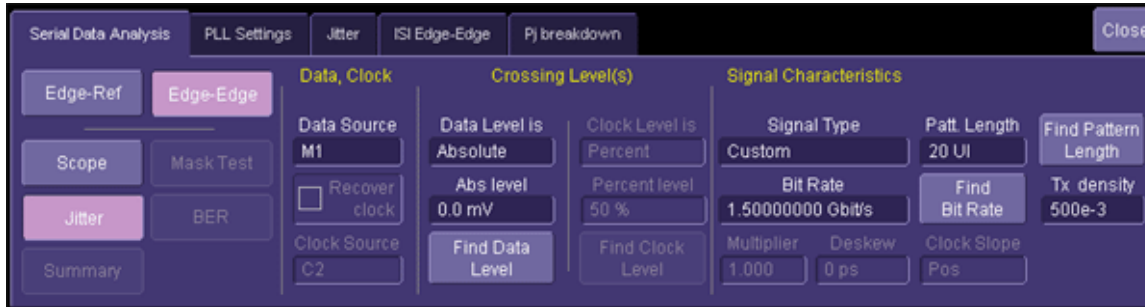 Serial Data Analysis
PLL Settings
Jitter
ISI Edge-Edge
Pj breakdown
Close
Edge-Ref
Edge-Edge
Scope
Mask Test
Jitter
BER
Summary
Data, Clock
Data Source
M1
Recover
clock
Clock Source
C2
Crossing Level(s)
Data Level is
Absolute
Abs level
0.0 mV
Find Data
Level
Clock Level is
Percent
Percent level
50 %
Find Clock
Level
Signal Characteristics
Signal Type
Custom
Patt. Length
20 UI
Find Pattern
Length
Bit Rate
1.50000000 Gbit/s
Find
Bit Rate
Tx density
500e-3
Multiplier
1.000
Deskew
0 ps
Clock Slope
Pos